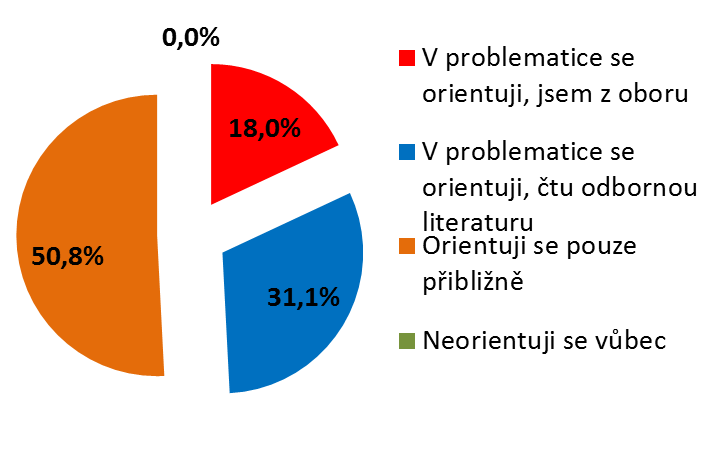 0,0%
18,0%
50,8%
31,1%
V problematice se
orientuji, jsem z oboru
V problematice se
orientuji, čtu odbornou
literaturu
Orientuji se pouze
přibližně
Neorientuji se vůbec